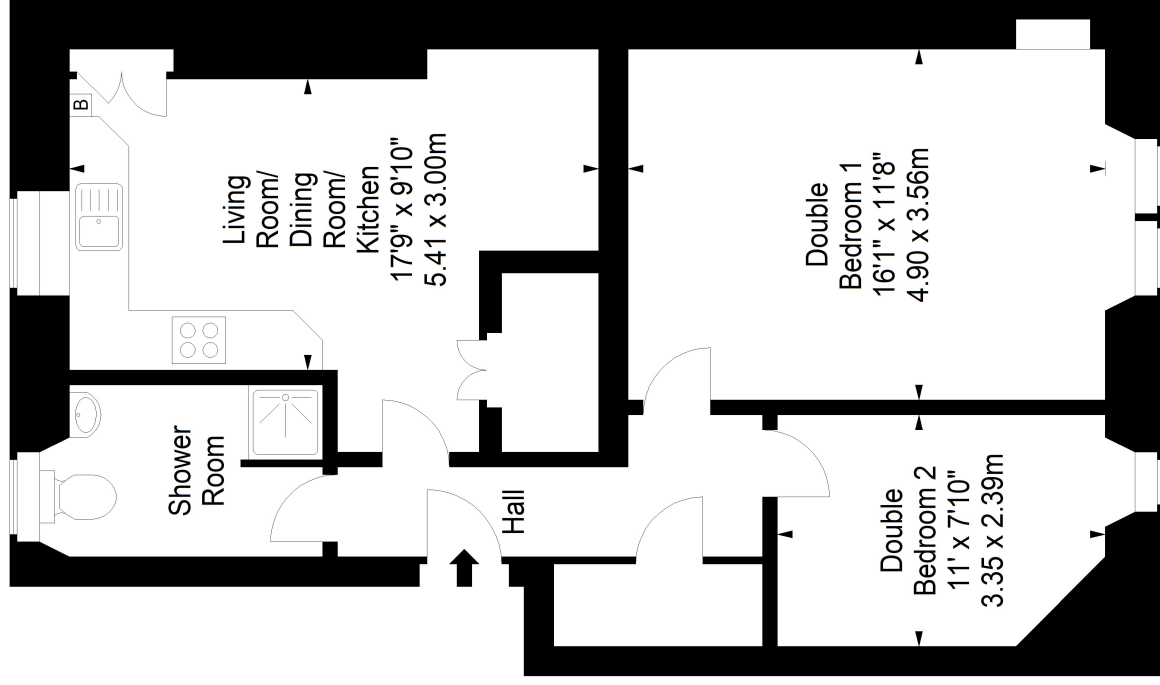 B
Living
Room/
Dining
Room/
Kitchen
17'9" x 9'10"
5.41 x 3.00m
Double
Bedroom 1
16'1" x 11'8"
4.90 x 3.56m
Shower
Room
Hall
Double
Bedroom 2
11' x 7'10"
3.35 x 2.39m